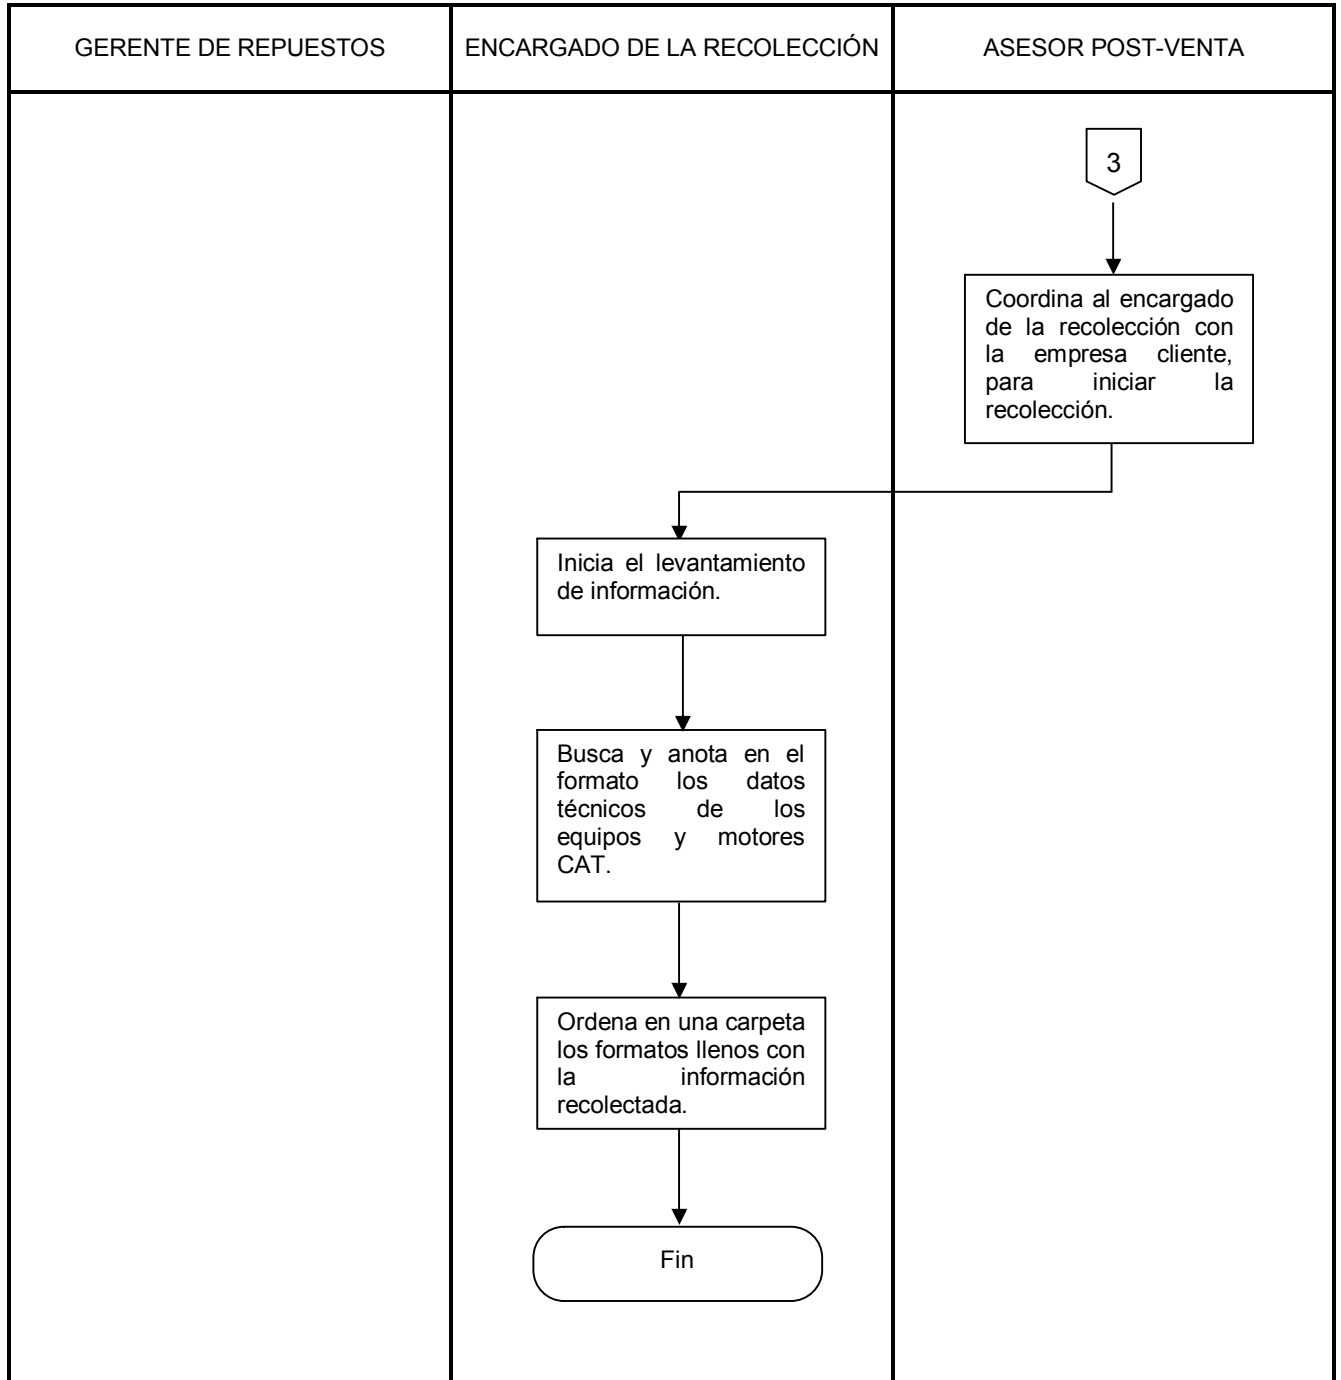 GERENTE DE REPUESTOS
ENCARGADO DE LA RECOLECCIÓN
ASESOR POST-VENTA
3
Coordina al encargado
de la recolección con
la empresa cliente,
para iniciar la
recolección.
Inicia el levantamiento
de información.
Busca y anota en el
formato los datos
técnicos de los
equipos y motores
CAT.
Ordena en una carpeta
los formatos llenos con
la información
recolectada.
Fin